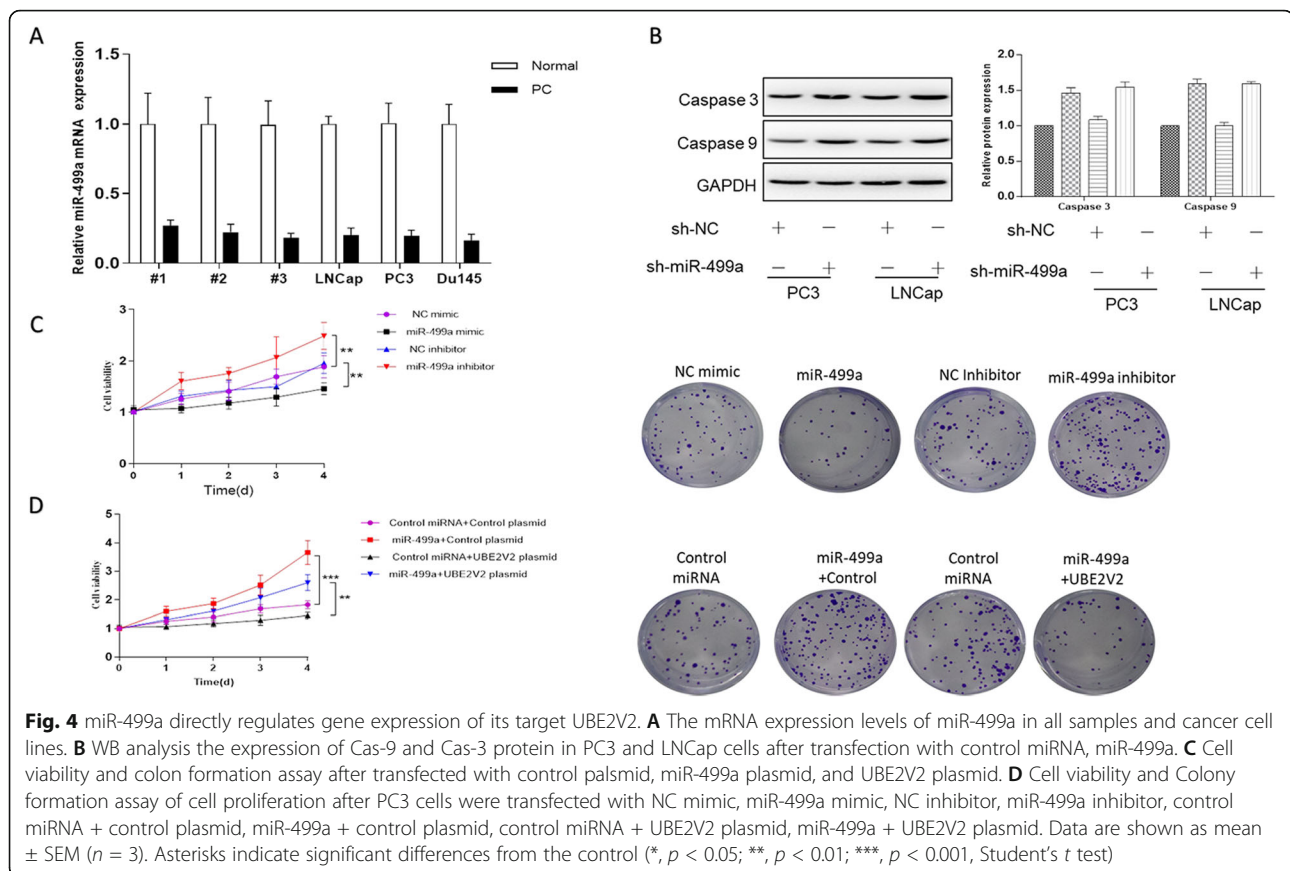 A
Relative miR-499a mRNA expression
1.5
1.0
0.5
0.0
Normal
PC
#1 #2 #3 LNCap PC3 Du145
B
Caspase 3
Caspase 9
GAPDH
sh-NC + − + −
sh-miR-499a − + − +
PC3 LNCap
Relative protein expression
2.0
1.5
1.0
0.5
0.0
Caspase 3 Caspase 9
sh-NC + − + −
sh-miR-499a − + − +
PC3 LNCap
C
Cell viability
3
2
1
0
0 1 2 3 4
Time(d)
NC mimic
miR-499a mimic
NC inhibitor
miR-499a inhibitor
**
**
NC mimic miR-499a NC Inhibitor miR-499a inhibitor
D
Cell viability
5
4
3
2
1
0
0 1 2 3 4
Time(d)
Control miRNA+Control plasmid
miR-499a+Control plasmid
Control miRNA+UBE2V2 plasmid
miR-499a+UBE2V2 plasmid
***
**
Control miR-499a Control miR-499a
miRNA +Control miRNA +UBE2V2
Fig. 4 miR-499a directly regulates gene expression of its target UBE2V2. A The mRNA expression levels of miR-499a in all samples and cancer cell
lines. B WB analysis the expression of Cas-9 and Cas-3 protein in PC3 and LNCap cells after transfection with control miRNA, miR-499a. C Cell
viability and colon formation assay after transfected with control palsmid, miR-499a plasmid, and UBE2V2 plasmid. D Cell viability and Colony
formation assay of cell proliferation after PC3 cells were transfected with NC mimic, miR-499a mimic, NC inhibitor, miR-499a inhibitor, control
miRNA + control plasmid, miR-499a + control plasmid, control miRNA + UBE2V2 plasmid, miR-499a + UBE2V2 plasmid. Data are shown as mean
± SEM (n = 3). Asterisks indicate significant differences from the control (*, p < 0.05; **, p < 0.01; ***, p < 0.001, Student's t test)